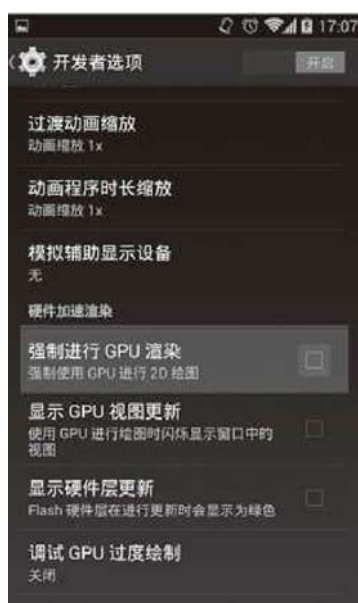 17:07
开发者选项
开启
过渡动画缩放
动画缩放 1x
动画程序时长缩放
动画缩放 1x
模拟辅助显示设备
无
硬件加速渲染
强制进行 GPU 渲染
强制使用 GPU 进行 2D 绘图
显示 GPU 视图更新
使用 GPU 进行绘图时闪烁显示窗口中的
视图
显示硬件层更新
Flash 硬件层在进行更新时会显示为绿色
调试 GPU 过度绘制
关闭